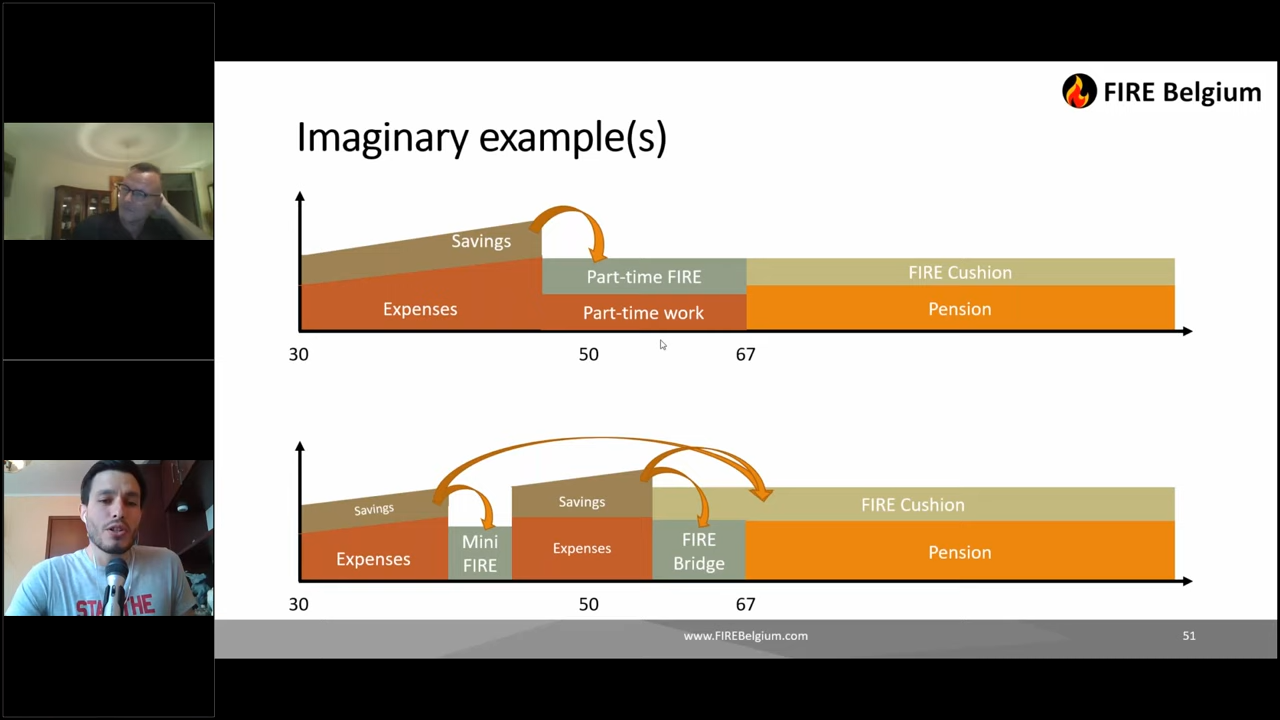 FIRE Belgium
Imaginary example(s)
Savings
Expenses
Part-time FIRE
Part-time work
FIRE Cushion
Pension
30
50
67
Savings
Expenses
Mini
FIRE
Savings
Expenses
FIRE
Bridge
FIRE Cushion
Pension
30
50
67
www.FIREBelgium.com
51